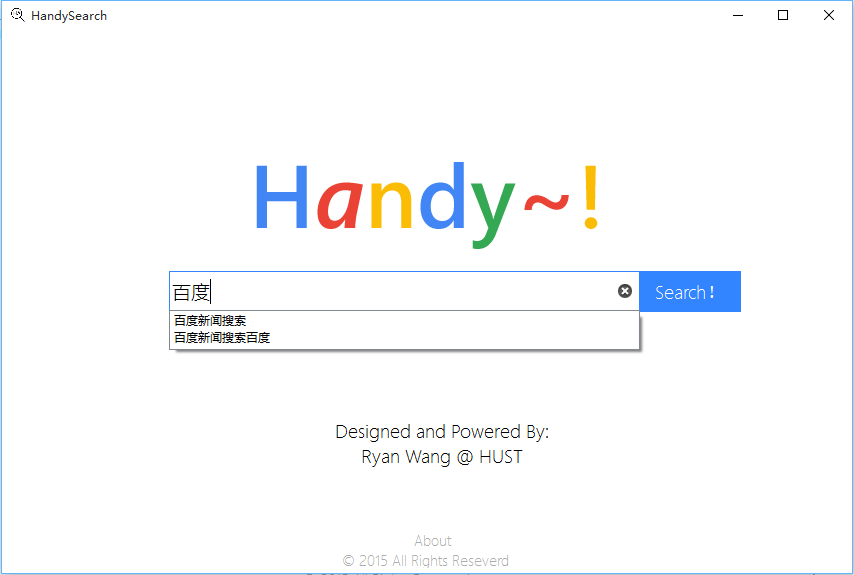 HandySearch
Handy~!
百度
Search！
百度新闻搜索
百度新闻搜索百度
Designed and Powered By:
Ryan Wang @ HUST
About
© 2015 All Rights Reseverd